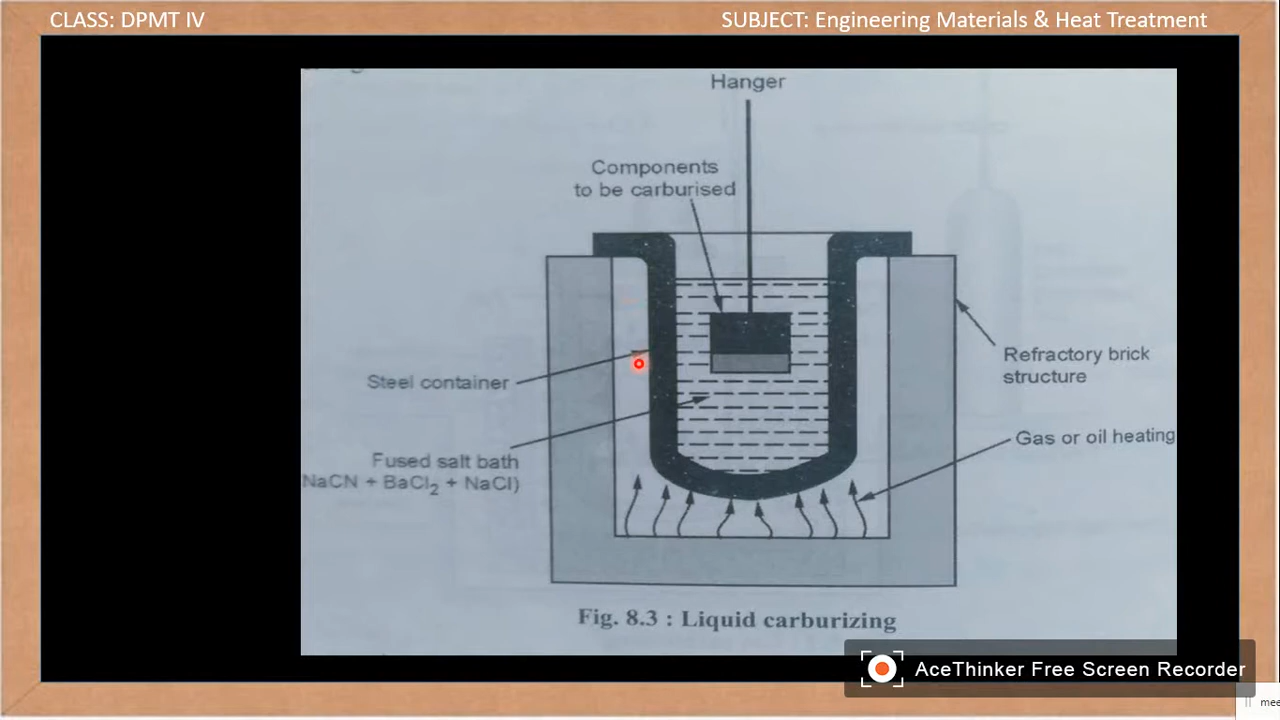 CLASS: DPMT IV
SUBJECT: Engineering Materials & Heat Treatment
Hanger
Components
to be carburised
Steel container
Refractory brick
structure
Gas or oil heating
Fused salt bath
NaCN + BaCl₂ + NaCl)
Fig. 8.3 : Liquid carburizing
AceThinker Free Screen Recorder